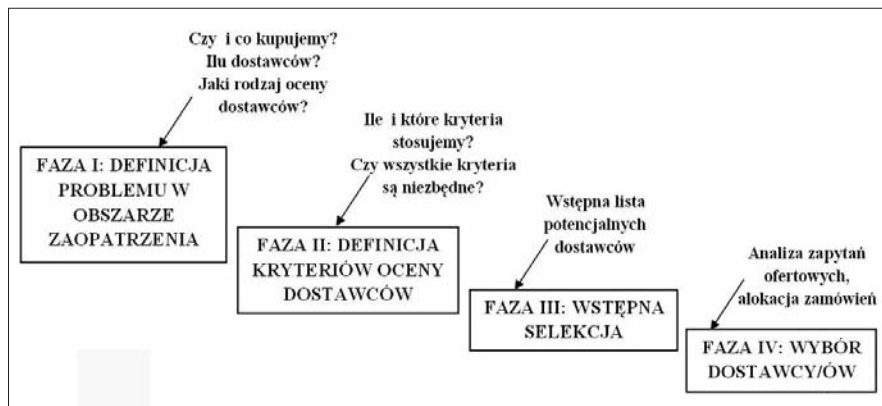 Czy i co kupujemy?
Ilu dostawców?
Jaki rodzaj oceny
dostawców?
FAZA I: DEFINICJA
PROBLEMU W
OBSZARZE
ZAOPATRZENIA
Ile i które kryteria
stosujemy?
Czy wszystkie kryteria
są niezbędne?
FAZA II: DEFINICJA
KRYTERIÓW OCENY
DOSTAWCÓW
Wstępna lista
potencjalnych
dostawców
FAZA III: WSTĘPNA
SELEKCJA
Analiza zapytań
ofertowych,
alokacja zamówień
FAZA IV: WYBÓR
DOSTAWCY/ÓW